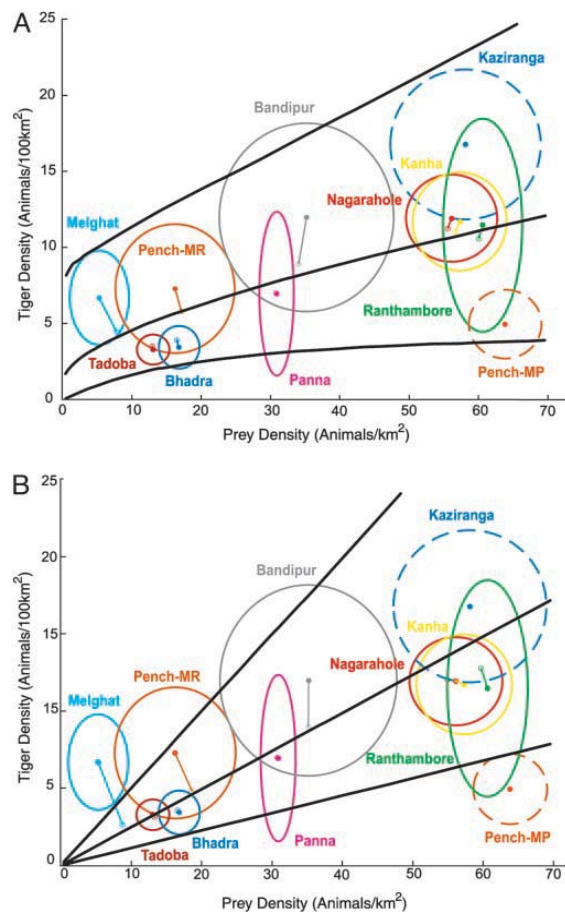 A
25
20
15
10
5
0
Tiger Density (Animals/100km²)
Kaziranga
Bandipur
Kanha
Nagarahole
Melghat
Pench-MR
Ranthambore
Tadoba
Bhadra
Panna
Pench-MP
0 10 20 30 40 50 60 70
Prey Density (Animals/km²)
B
25
20
15
10
5
0
Tiger Density (Animals/100km²)
Kaziranga
Bandipur
Kanha
Nagarahole
Pench-MR
Melghat
Ranthambore
Tadoba
Bhadra
Panna
Pench-MP
0 10 20 30 40 50 60 70
Prey Density (Animals/km²)